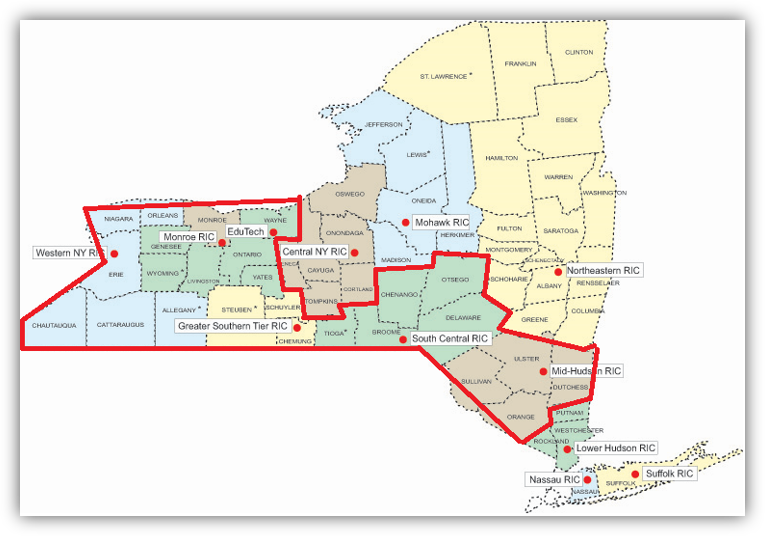 CLINTON
FRANKLIN
ST. LAWRENCE *
ESSEX
JEFFERSON
LEWIS*
HAMILTON
WARREN
WASHINGTON
OSWEGO
ONEIDA
NIAGARA
ORLEANS
MONROE
WAYNE
Mohawk RIC
HERKIMER
FULTON
SARATOGA
Monroe RIC
EduTech
ONONDAGA
Western NY RIC
GENESEE
ONTARIO
Central NY RIC
MADISON
MONTGOMERY
SCHENECTADY
ERIE
WYOMING
LIVINGSTON
YATES
CAYUGA
CORTLAND
CHENANGO
OTSEGO
SCHOHARIE
ALBANY
Northeastern RIC
RENSSELAER
TOMPKINS
ALLEGANY *
STEUBEN *
SCHUYLER
CHAUTAUQUA
CATTARAUGUS
DELAWARE
GREENE
COLUMBIA
Greater Southern Tier RIC
CHEMUNG
TIOGA *
BROOME
South Central RIC
ULSTER
Mid-Hudson RIC
SULLIVAN
DUTCHESS
ORANGE
PUTNAM
WESTCHESTER
ROCKLAND
Lower Hudson RIC
Nassau RIC
NASSAU
Suffolk RIC
SUFFOLK